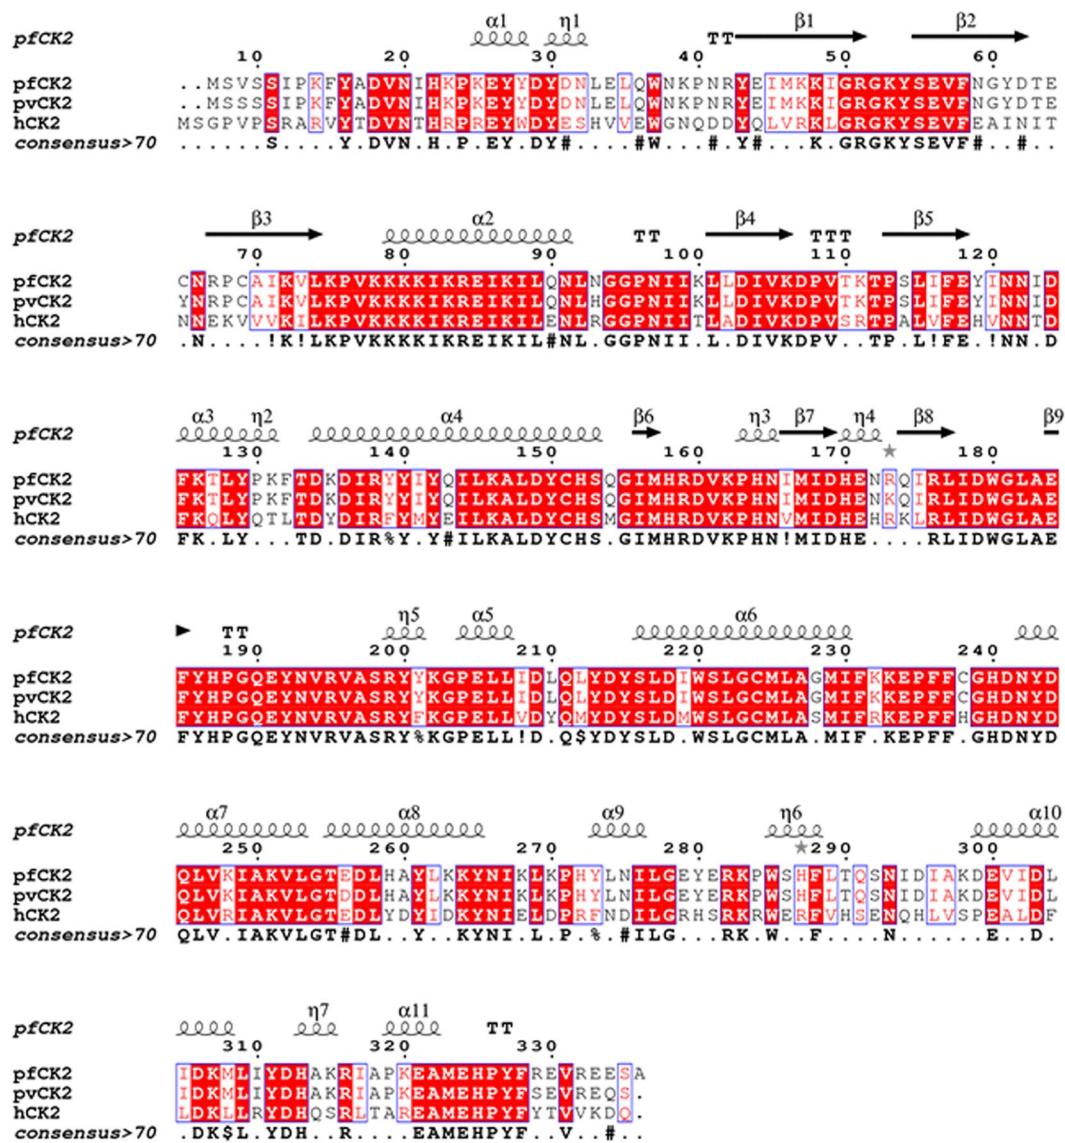 α1 η1 β1 β2
pfCK2 TT
10 20 30 40 50 60
pfCK2 ..MSVSSIPKFYADVNIHKPKEYYDYDNLELQWNKPNRYEIMKKIGRGKYSEVFNGYDTE
pvCK2 ..MSSSSIPKFYADVNIHKPKEYYDYDNLELQWNKPNRYEIMKKIGRGKYSEVFNGYDTE
hCK2 MSGPVPSRARVYTDVNTHRPREYWDYESHVVEWGNQDDYQLVRKLGRGKYSEVFEAINIT
consensus>70 ......S....Y.DVN.H.P.EY.DY#....#W...#.Y#...K.GRGKYSEVF#..#..
β3 α2 β4 β5
pfCK2 TT TTT
70 80 90 100 110 120
pfCK2 CNRPCAIKVLKPVKKKKIKREIKILQNLNGGPNIIKLLDIVKDPVTKTPSLIFEYINNID
pvCK2 YNRPCAIKVLKPVKKKKIKREIKILQNLHGGPNIIKLLDIVKDPVTKTPSLIFEYINNID
hCK2 NNEKVVVKILKPVKKKKIKREIKILENLRGGPNIITLADIVKDPVSRTPALVFEHVNNTD
consensus>70 .N....!K!LKPVKKKKIKREIKIL#NL.GGPNII.L.DIVKDPV..TP.L!FE.!NN.D
α3 η2 α4 β6 η3 β7 η4 β8 β9
pfCK2 ★
130 140 150 160 170 180
pfCK2 FKTLYPKFTDKDIRYYIYQILKALDYCHSQGIMHRDVKPHNIMIDHENRQIRLIDWGLAE
pvCK2 FKTLYPKFTDKDIRYYIYQILKALDYCHSQGIMHRDVKPHNIMIDHENKQIRLIDWGLAE
hCK2 FKQLYQTLTDYDIRFYMYEILKALDYCHSMGIMHRDVKPHNVMIDHEHRKLRLIDWGLAE
consensus>70 FK.LY...TD.DIR%Y.Y#ILKALDYCHS.GIMHRDVKPHN!MIDHE....RLIDWGLAE
η5 α5 α6
pfCK2 TT
190 200 210 220 230 240
pfCK2 FYHPGQEYNVRVASRYYKGPELLIDLQLYDYSLDIWSLGCMLAGMIFKKEPFFCGHDNYD
pvCK2 FYHPGQEYNVRVASRYYKGPELLIDLQLYDYSLDIWSLGCMLAGMIFKKEPFFCGHDNYD
hCK2 FYHPGQEYNVRVASRYFKGPELLVDYQMYDYSLDMWSLGCMLASMIFRKEPFFHGHDNYD
consensus>70 FYHPGQEYNVRVASRY%KGPELL!D.Q$YDYSLD.WSLGCMLA.MIF.KEPFF.GHDNYD
α7 α8 α9 η6 α10
pfCK2 ★
250 260 270 280 290 300
pfCK2 QLVKIAKVLGTEDLHAYLKKYNIKLKPHYLNILGEYERKPWSHFLTQSNIDIAKDEVIDL
pvCK2 QLVKIAKVLGTDDLHAYLKKYNIKLKPHYLNILGEYERKPWSHFLTQSNIDIAKDEVIDL
hCK2 QLVRIAKVLGTEDLYDYIDKYNIELDPRFNDILGRHSRKRWERFVHSENQHLVSPEALDF
consensus>70 QLV.IAKVLGT#DL..Y..KYNI.L.P.%.#ILG...RK.W..F....N......E..D.
η7 α11
pfCK2 TT
310 320 330
pfCK2 IDKMLIYDHAKRIAPKEAMEHPYFREVREESA
pvCK2 IDKMLIYDHAKRIAPKEAMEHPYFSEVREQS.
hCK2 LDKLLRYDHQSRLTAREAMEHPYFYTVVKDQ.
consensus>70 .DK$L.YDH..R....EAMEHPYF..V..#..